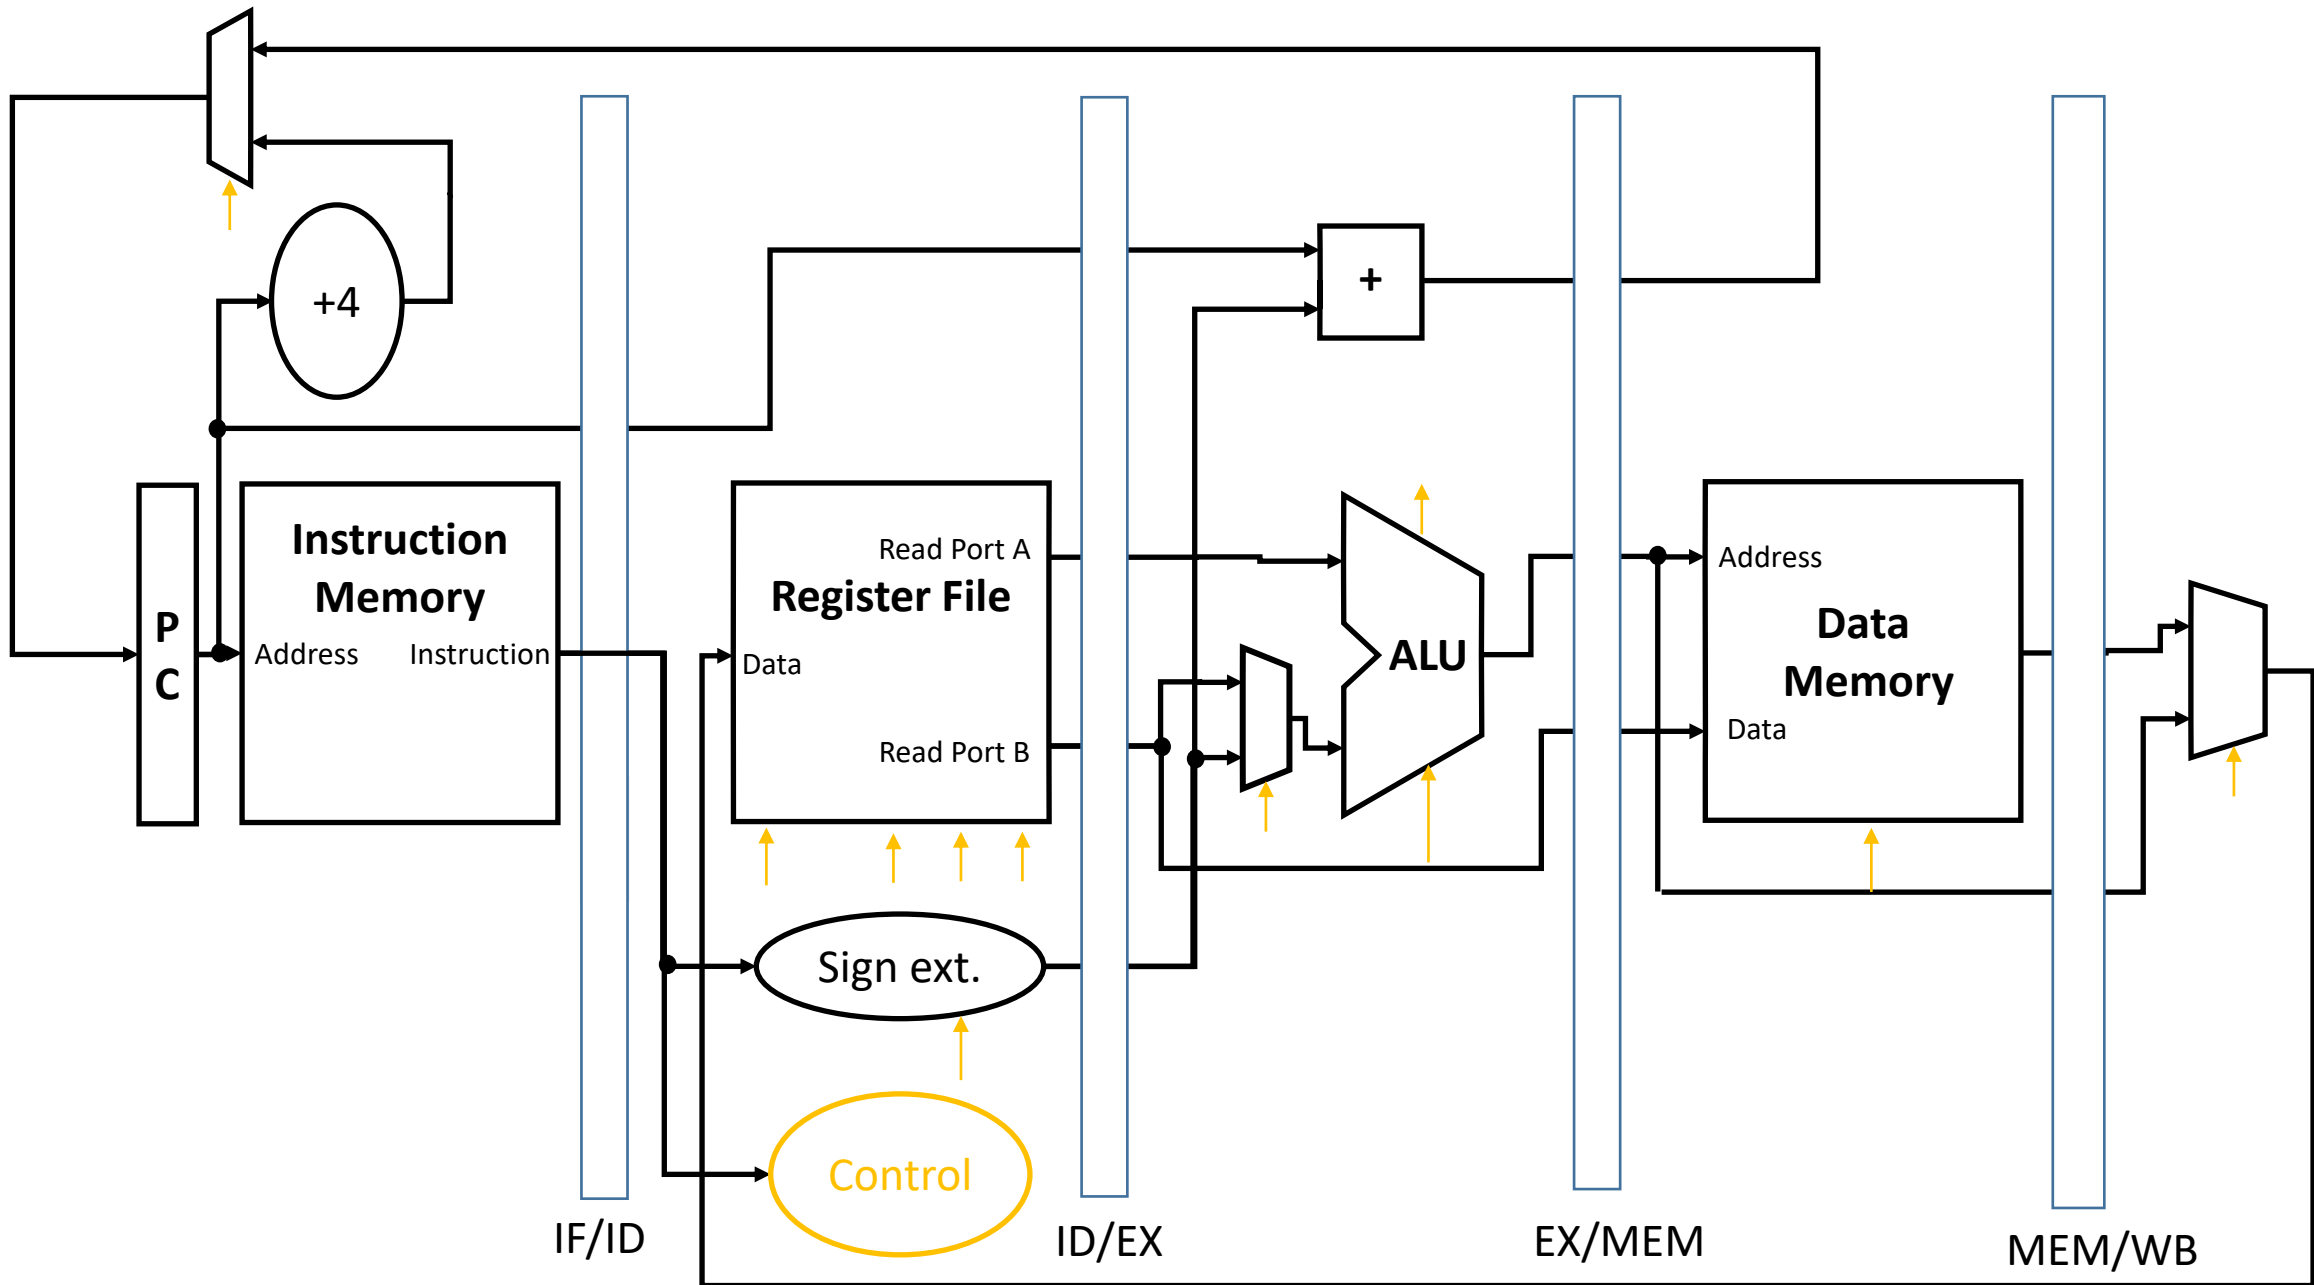 +4
+
P
C
Instruction
Memory
Address
Instruction
Read Port A
Register File
Data
Read Port B
ALU
Address
Data
Memory
Data
Sign ext.
Control
IF/ID
ID/EX
EX/MEM
MEM/WB